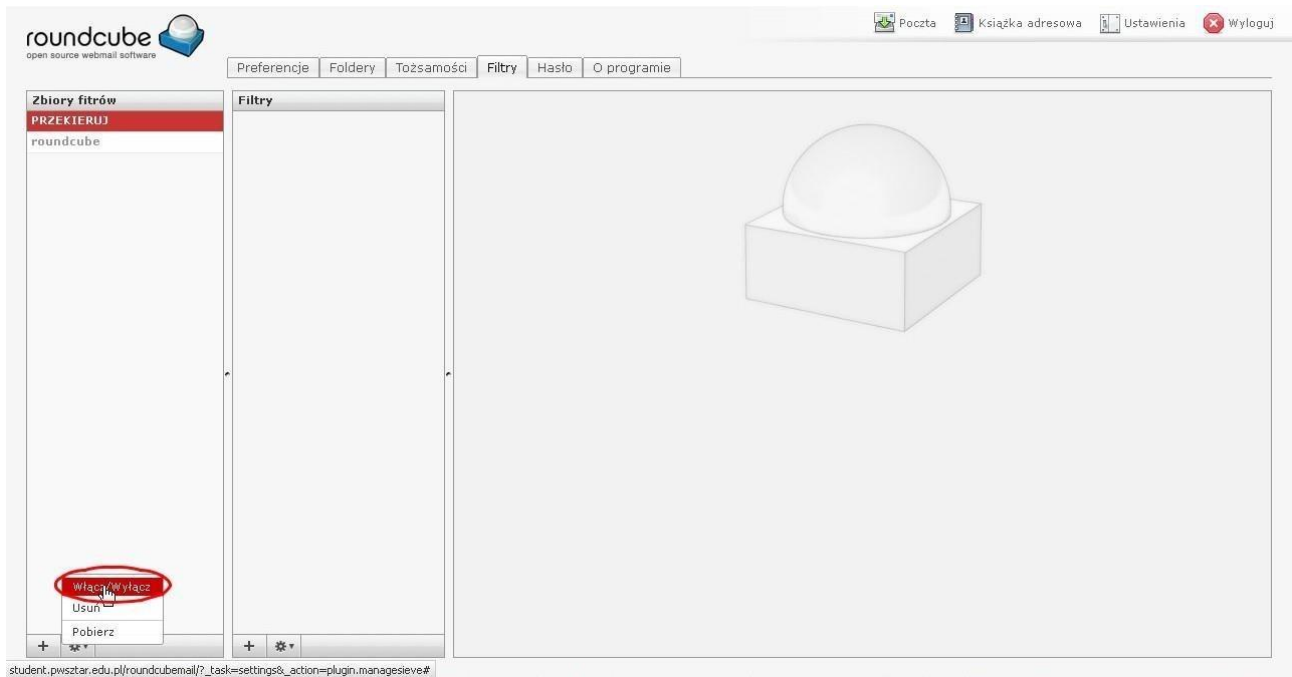 roundcube
open source webmail software
Poczta Książka adresowa Ustawienia Wyloguj
Preferencje Foldery Tożsamości Filtry Hasło O programie
Zbiory fitrów
PRZEKIERUJ
roundcube
Filtry
Włącz/Wyłącz
Usuń
Pobierz
student.pwsztar.edu.pl/roundcubemail/?_task=settings&_action=plugin.managesieve#